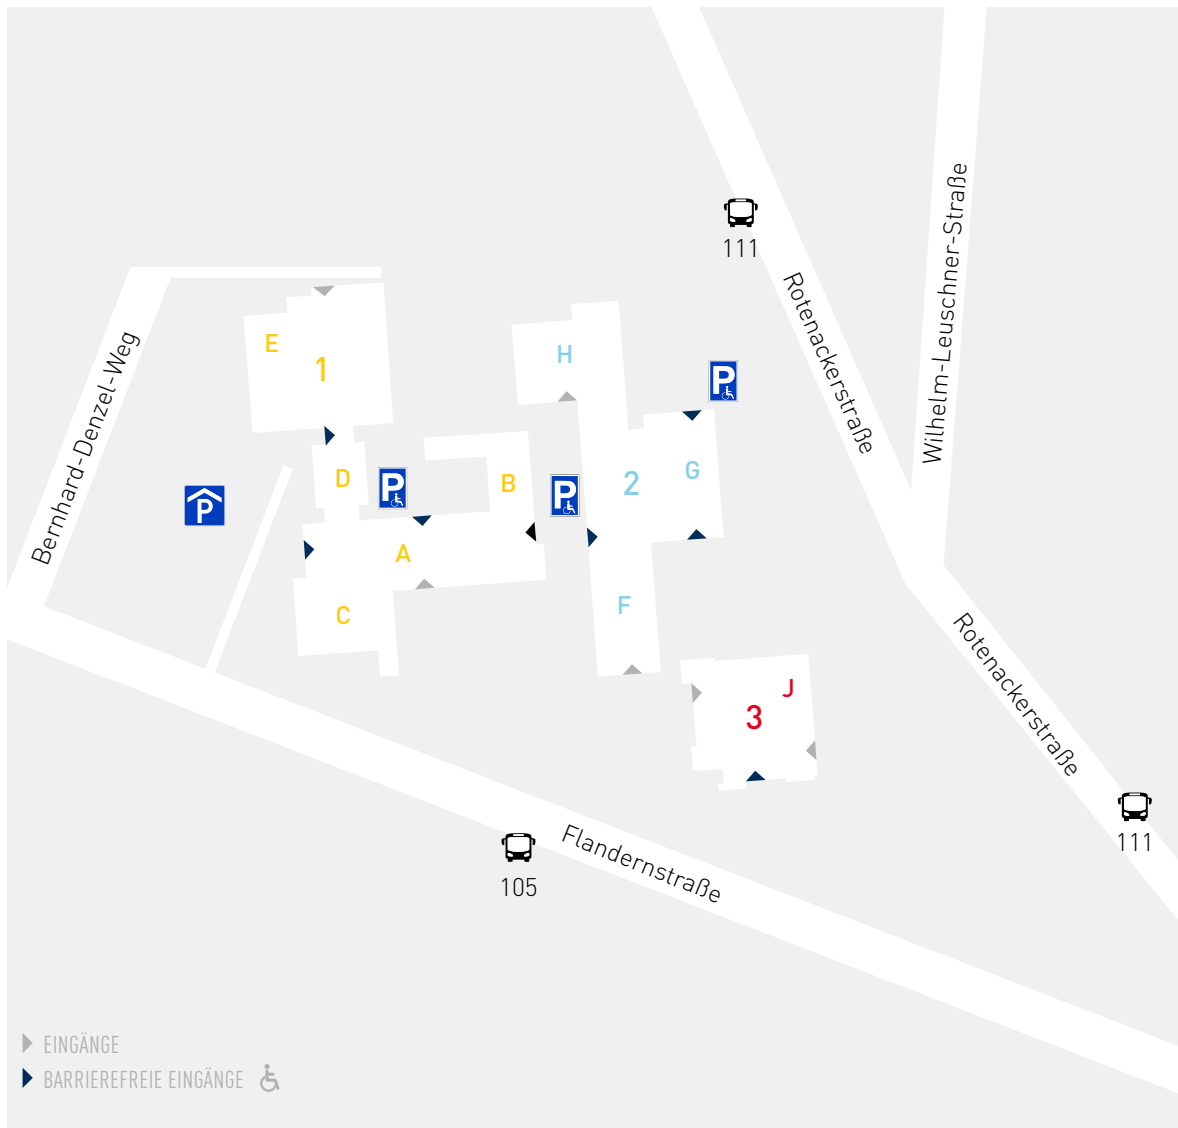 111
Rotenackerstraße
Wilhelm-Leuschner-Straße
Bernhard-Denzel-Weg
E
1
H
P
D
P
B
P
2
G
P
A
C
F
Rotenackerstraße
J
3
111
Flandernstraße
105
EINGÄNGE
BARRIEREFREIE EINGÄNGE